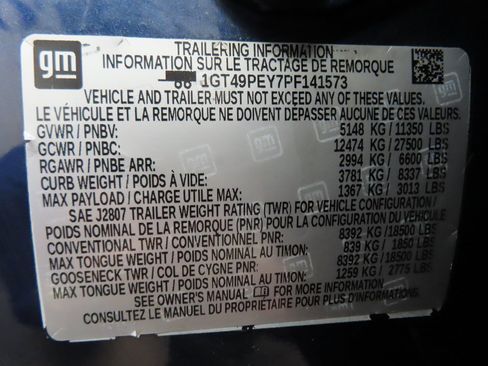 gm
TRAILERING INFORMATION
INFORMATION SUR LE TRACTAGE DE REMORQUE
1GT49PEY7PF141573
VEHICLE AND TRAILER MUST NOT EXCEED ANY OF THESE VALUES.
LE VÉHICULE ET LA REMORQUE NE DOIVENT DÉPASSER AUCUNE DE CES VALEURS.
GVWR / PNBV: 5148 KG / 11350 LBS
GCWR / PNBC: 12474 KG / 27500 LBS
RGAWR / PNBE ARR: 2994 KG / 6600 LBS
CURB WEIGHT / POIDS À VIDE: 3781 KG / 8337 LBS
MAX PAYLOAD / CHARGE UTILE MAX: 1367 KG / 3013 LBS
SAE J2807 TRAILER WEIGHT RATING (TWR) FOR VEHICLE CONFIGURATION /
POIDS NOMINAL DE LA REMORQUE (PNR) POUR LA CONFIGURATION DU VÉHICULE
CONVENTIONAL TWR / CONVENTIONNEL PNR: 8392 KG / 18500 LBS
MAX TONGUE WEIGHT / POIDS NOMINAL AU TIMON: 839 KG / 1850 LBS
GOOSENECK TWR / COL DE CYGNE PNR: 8392 KG / 18500 LBS
MAX TONGUE WEIGHT / POIDS NOMINAL AU TIMON: 1259 KG / 2775 LBS
SEE OWNER'S MANUAL FOR MORE INFORMATION.
CONSULTEZ LE MANUEL DU PROPRIÉTAIRE POUR PLUS D'INFORMATION.